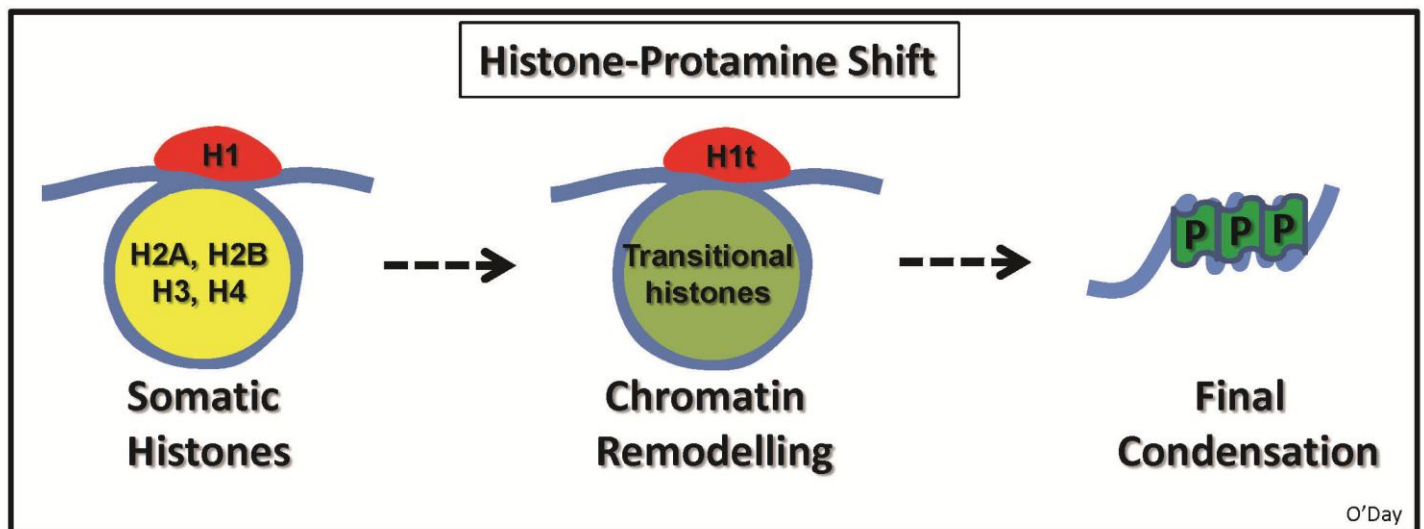 Histone-Protamine Shift
H1
H2A, H2B
H3, H4
Somatic
Histones
H1t
Transitional
histones
Chromatin
Remodelling
P P P
Final
Condensation
O'Day